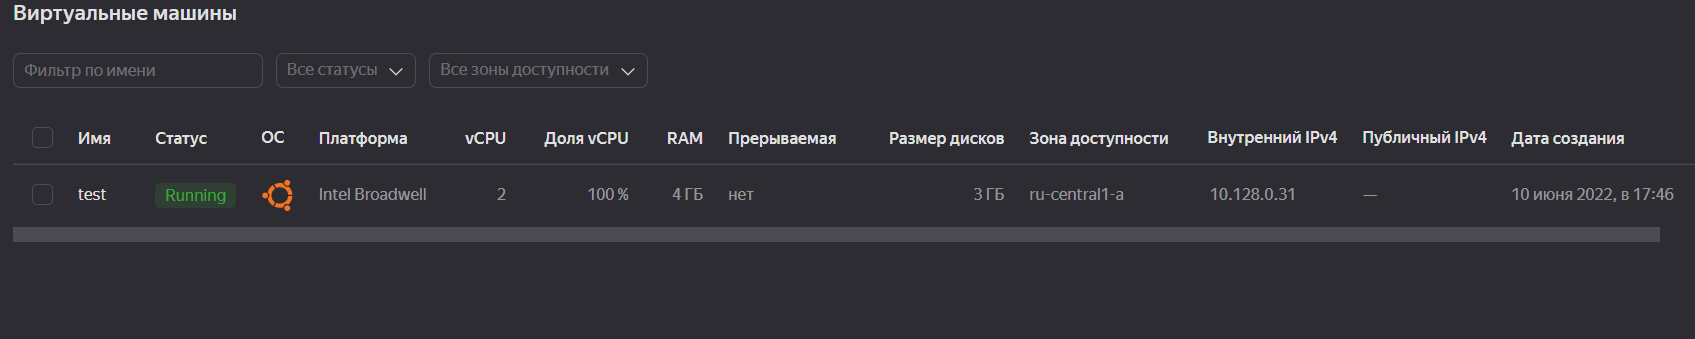 Виртуальные машины
Фильтр по имени Все статусы Все зоны доступности
Имя Статус ОС Платформа vCPU Доля vCPU RAM Прерываемая Размер дисков Зона доступности Внутренний IPv4 Публичный IPv4 Дата создания
test Running Intel Broadwell 2 100 % 4 ГБ нет 3 ГБ ru-central1-a 10.128.0.31 — 10 июня 2022, в 17:46